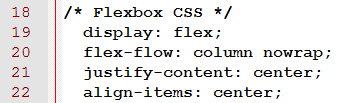 18 /* Flexbox CSS */
19 display: flex;
20 flex-flow: column nowrap;
21 justify-content: center;
22 align-items: center;